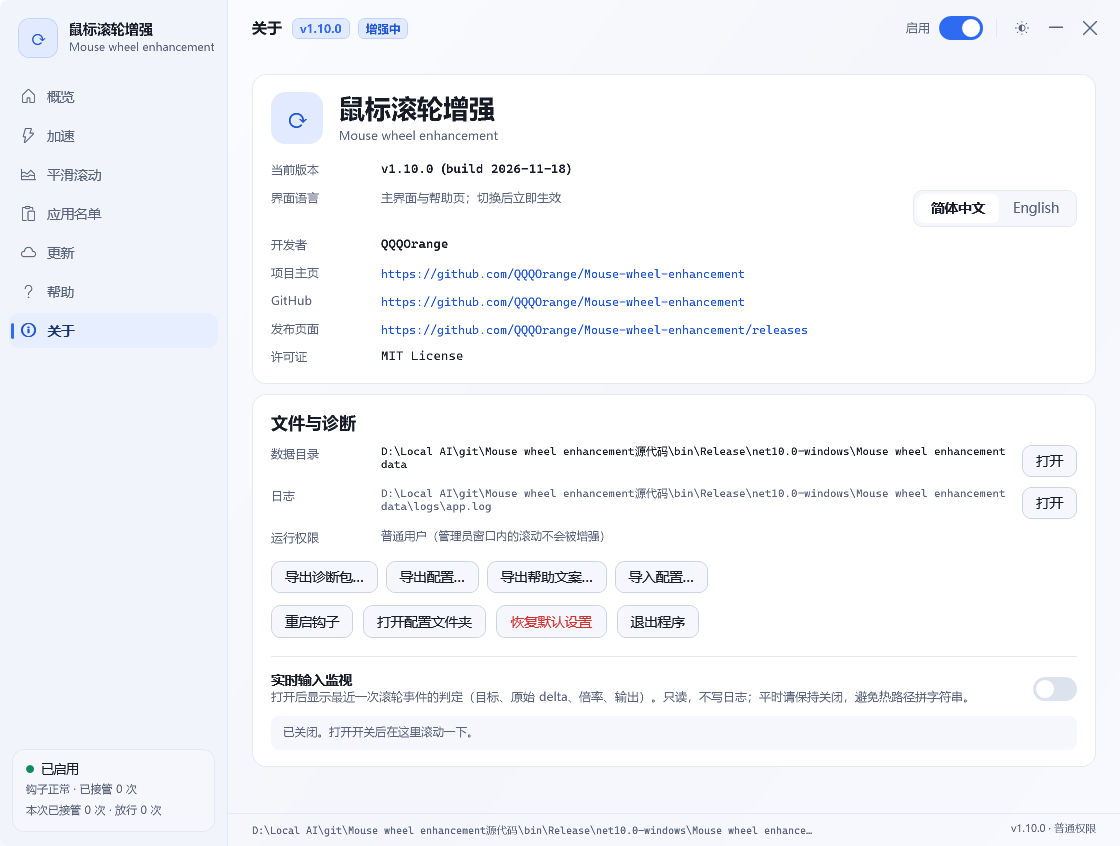 鼠标滚轮增强
Mouse wheel enhancement
概览
加速
平滑滚动
应用名单
更新
帮助
关于
已启用
钩子正常 · 已接管 0 次
本次已接管 0 次 · 放行 0 次
关于 v1.10.0 增强中
启用
鼠标滚轮增强
Mouse wheel enhancement
当前版本 v1.10.0 (build 2026-11-18)
界面语言 主界面与帮助页；切换后立即生效
简体中文 English
开发者 QQQOrange
项目主页 https://github.com/QQQOrange/Mouse-wheel-enhancement
GitHub https://github.com/QQQOrange/Mouse-wheel-enhancement
发布页面 https://github.com/QQQOrange/Mouse-wheel-enhancement/releases
许可证 MIT License
文件与诊断
数据目录 D:\Local AI\git\Mouse wheel enhancement源代码\bin\Release\net10.0-windows\Mouse wheel enhancement
data
打开
日志 D:\Local AI\git\Mouse wheel enhancement源代码\bin\Release\net10.0-windows\Mouse wheel enhancement
data\logs\app.log
打开
运行权限 普通用户（管理员窗口内的滚动不会被增强）
导出诊断包... 导出配置... 导出帮助文案... 导入配置...
重启钩子 打开配置文件夹 恢复默认设置 退出程序
实时输入监视
打开后显示最近一次滚轮事件的判定（目标、原始 delta、倍率、输出）。只读，不写日志；平时请保持关闭，避免热路径拼字符串。
已关闭。打开开关后在这里滚动一下。
D:\Local AI\git\Mouse wheel enhancement源代码\bin\Release\net10.0-windows\Mouse wheel enhance…
v1.10.0 · 普通权限